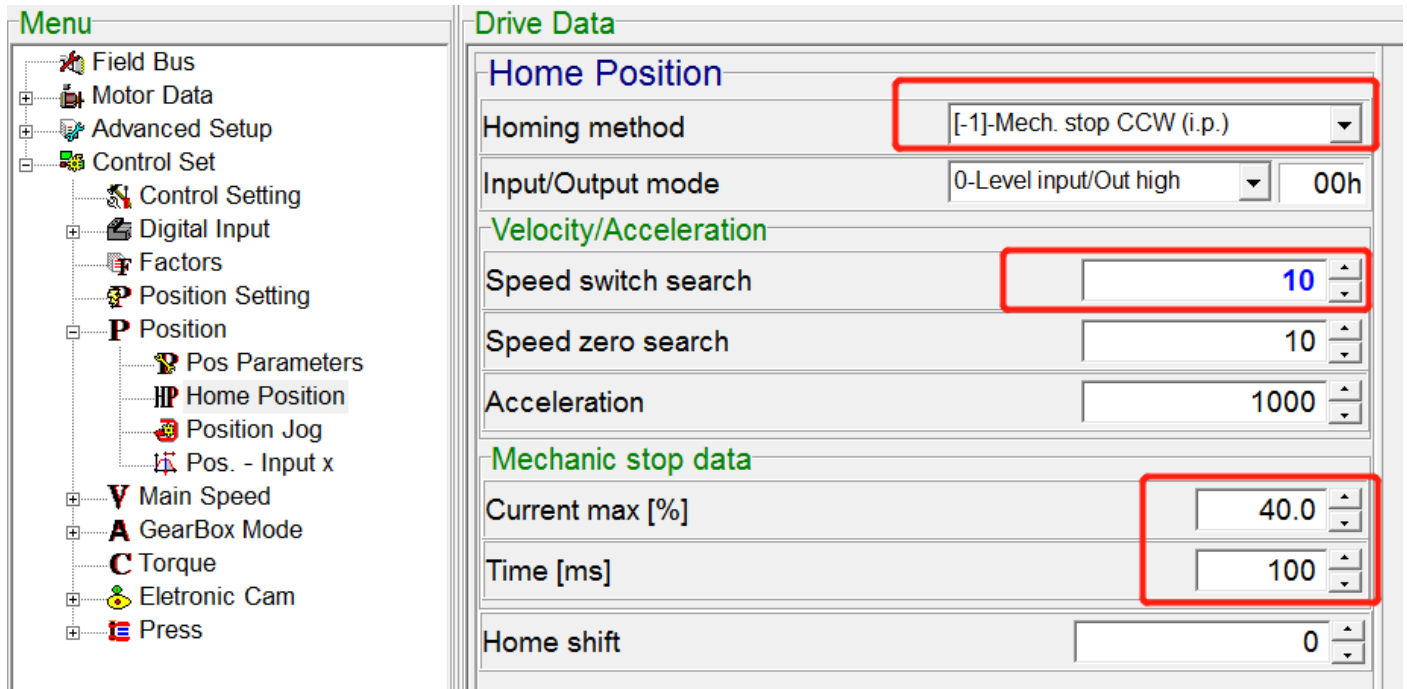 Menu
Field Bus
Motor Data
Advanced Setup
Control Set
Control Setting
Digital Input
Factors
Position Setting
Position
Pos Parameters
Home Position
Position Jog
Pos. - Input x
Main Speed
GearBox Mode
Torque
Eletronic Cam
Press
Drive Data
Home Position
Homing method [-1]-Mech. stop CCW (i.p.)
Input/Output mode 0-Level input/Out high 00h
Velocity/Acceleration
Speed switch search 10
Speed zero search 10
Acceleration 1000
Mechanic stop data
Current max [%] 40.0
Time [ms] 100
Home shift 0